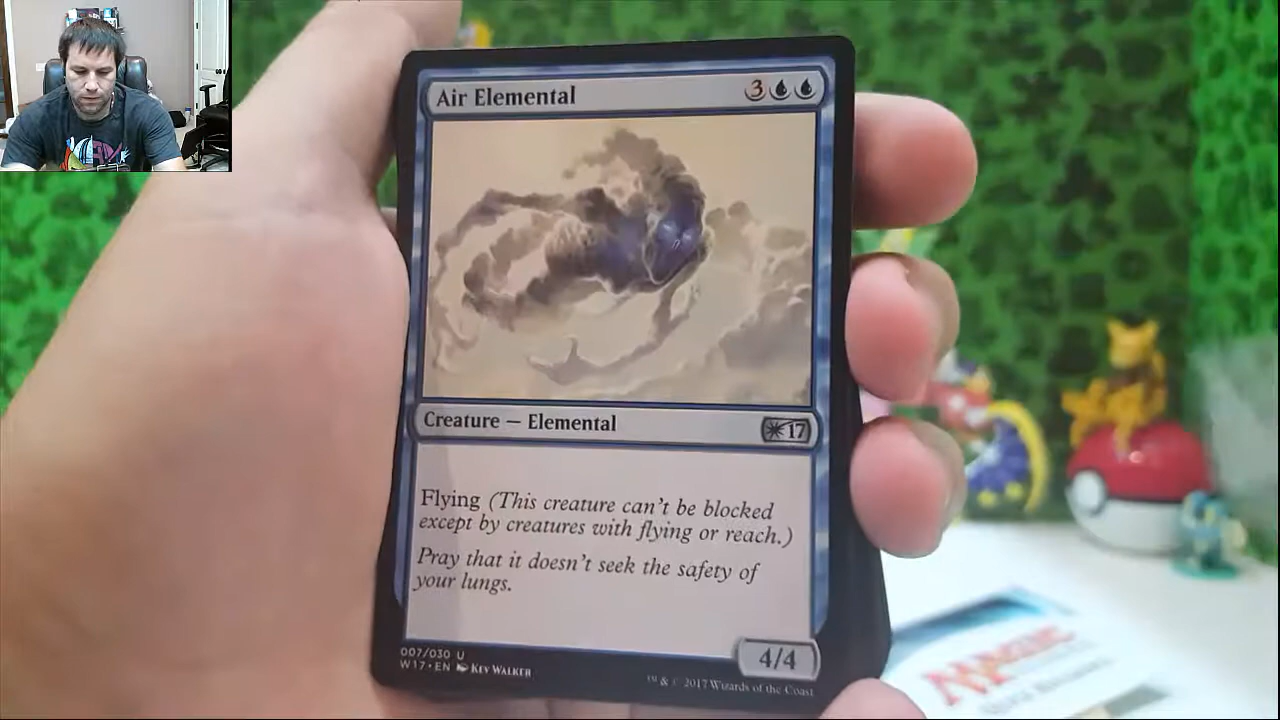 Air Elemental 3
Creature — Elemental
17
Flying (This creature can't be blocked
except by creatures with flying or reach.)
Pray that it doesn't seek the safety of
your lungs.
4/4
007/030 U
W17 • EN Kev Walker
™ & © 2017 Wizards of the Coast
MAGIC